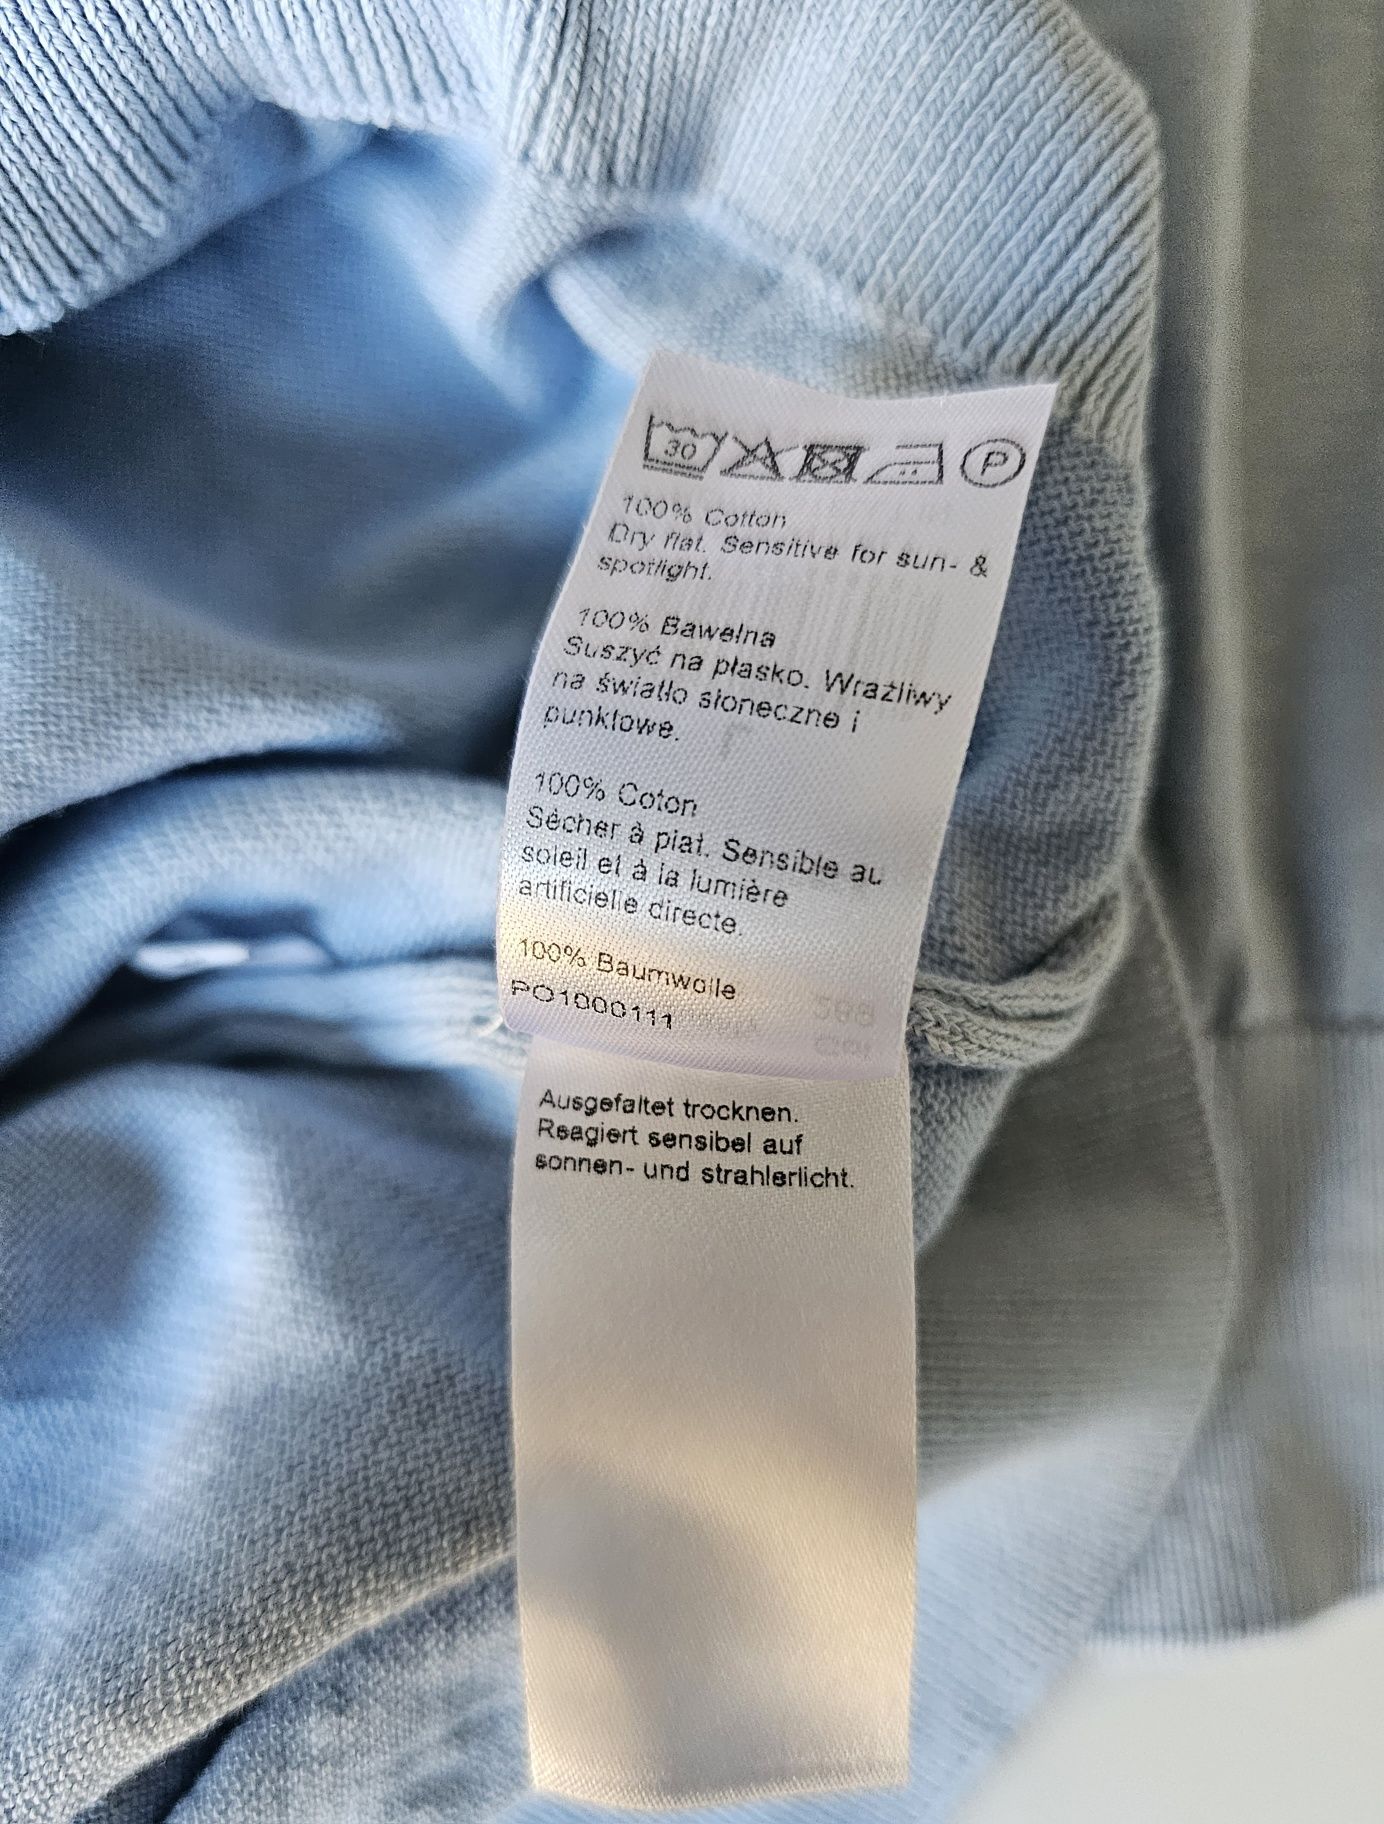 30
P
100% Cotton
Dry flat. Sensitive for sun- &
spotlight.
100% Bawełna
Suszyć na płasko. Wrażliwy
na światło słoneczne i
punktowe.
100% Coton
Sécher à plat. Sensible au
soleil et à la lumière
artificielle directe.
100% Baumwolle
PO1000111
Ausgefaltet trocknen.
Reagiert sensibel auf
sonnen- und strahlerlicht.